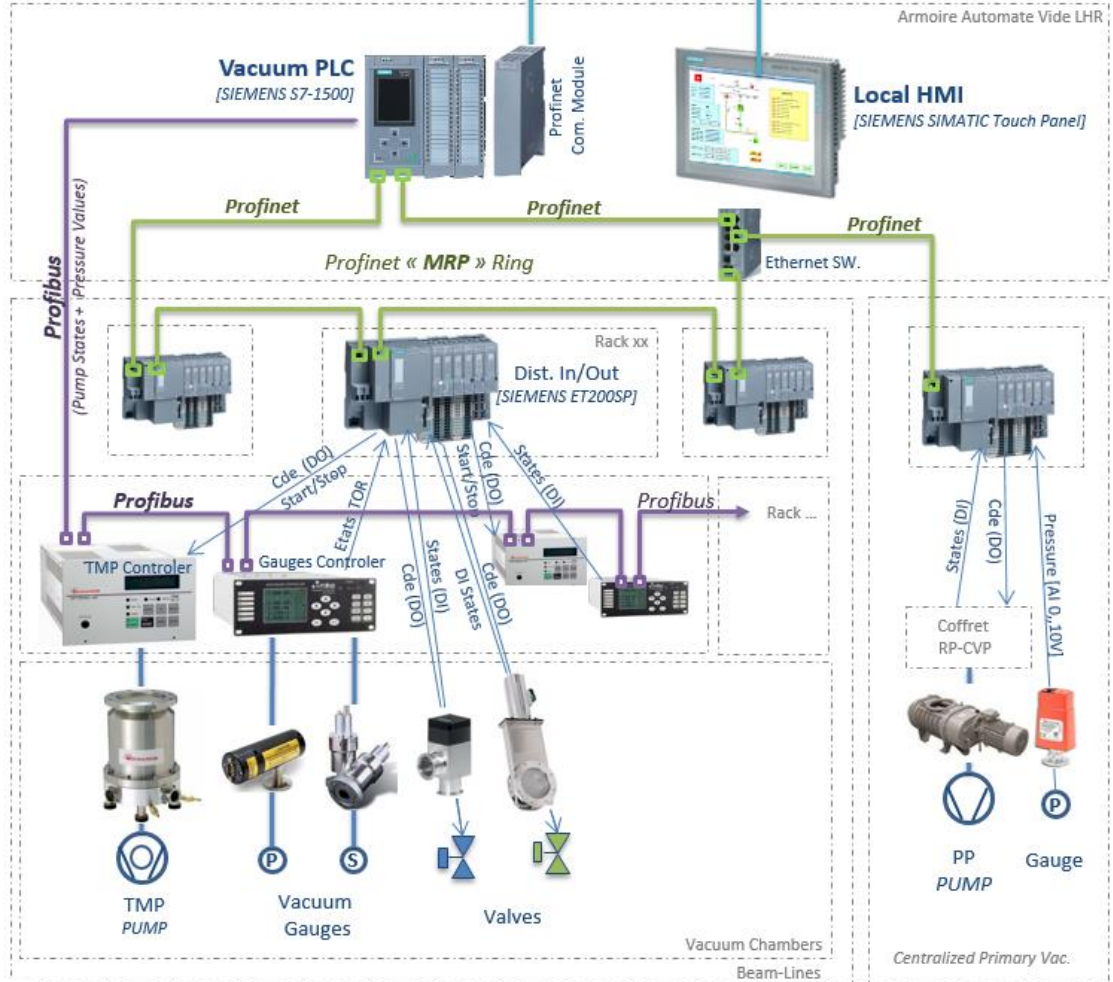 Armoire Automate Vide LHR
Vacuum PLC
[SIEMENS S7-1500]
Profinet
Com. Module
Local HMI
[SIEMENS SIMATIC Touch Panel]
Profibus
(Pump States + Pressure Values)
Profinet
Profinet
Profinet
Profinet « MRP » Ring
Ethernet SW.
Rack xx
Dist. In/Out
[SIEMENS ET200SP]
Cde (DO)
Start/Stop
Etats TOR
States (DI)
Cde (DO)
DI States
Cde (DO)
Cde (DO)
Start/Stop
States (DI)
Profibus
Profibus
Rack ...
TMP Controler
Gauges Controler
States (DI)
Cde (DO)
Pressure [AI 0,,10V]
Coffret
RP-CVP
P
S
P
TMP
PUMP
Vacuum
Gauges
Valves
PP
PUMP
Gauge
Vacuum Chambers
Beam-Lines
Centralized Primary Vac.